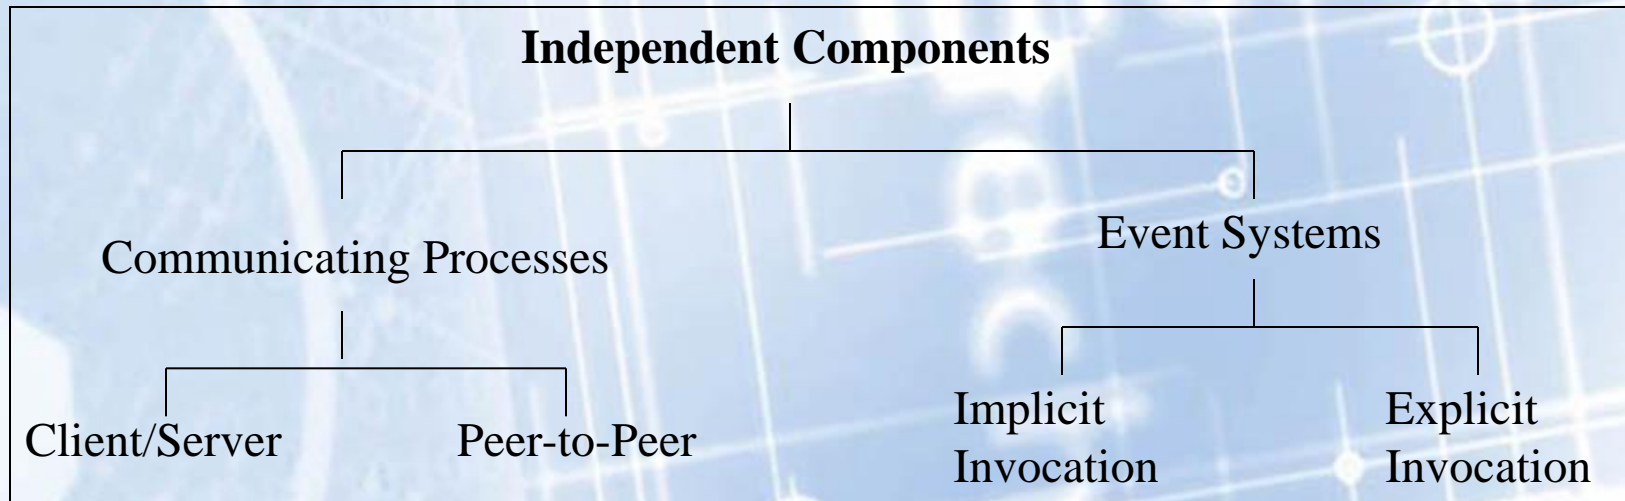 Independent Components
Communicating Processes
Event Systems
Client/Server
Peer-to-Peer
Implicit
Invocation
Explicit
Invocation